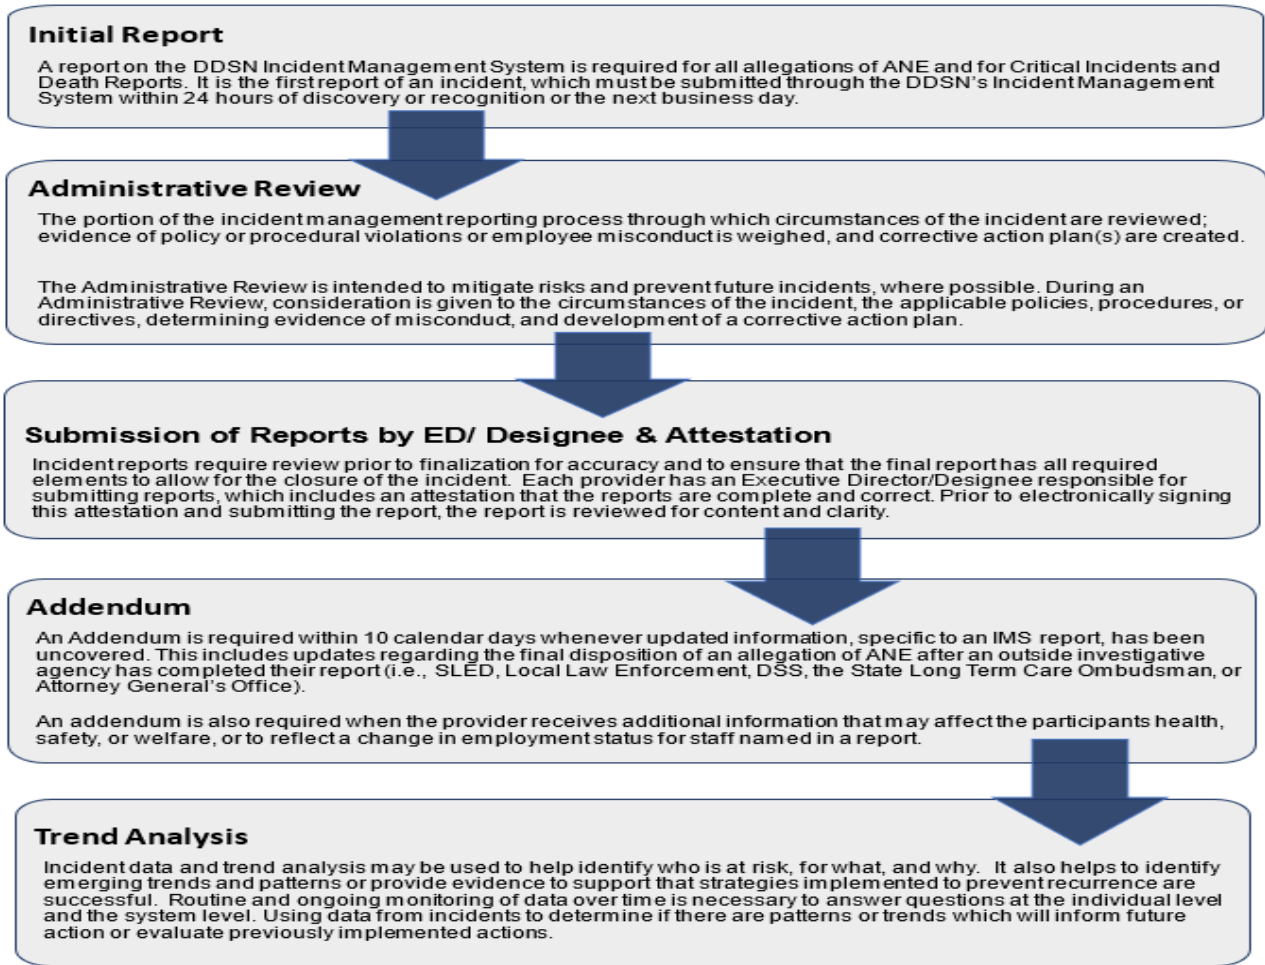 Initial Report
A report on the DDSN Incident Management System is required for all allegations of ANE and for Critical Incidents and
Death Reports. It is the first report of an incident, which must be submitted through the DDSN's Incident Management
System within 24 hours of discovery or recognition or the next business day.
Administrative Review
The portion of the incident management reporting process through which circumstances of the incident are reviewed;
evidence of policy or procedural violations or employee misconduct is weighed, and corrective action plan(s) are created.
The Administrative Review is intended to mitigate risks and prevent future incidents, where possible. During an
Administrative Review, consideration is given to the circumstances of the incident, the applicable policies, procedures, or
directives, determining evidence of misconduct, and development of a corrective action plan.
Submission of Reports by ED/ Designee & Attestation
Incident reports require review prior to finalization for accuracy and to ensure that the final report has all required
elements to allow for the closure of the incident. Each provider has an Executive Director/Designee responsible for
submitting reports, which includes an attestation that the reports are complete and correct. Prior to electronically signing
this attestation and submitting the report, the report is reviewed for content and clarity.
Addendum
An Addendum is required within 10 calendar days whenever updated information, specific to an IMS report, has been
uncovered. This includes updates regarding the final disposition of an allegation of ANE after an outside investigative
agency has completed their report (i.e., SLED, Local Law Enforcement, DSS, the State Long Term Care Ombudsman, or
Attorney General's Office).
An addendum is also required when the provider receives additional information that may affect the participants health,
safety, or welfare, or to reflect a change in employment status for staff named in a report.
Trend Analysis
Incident data and trend analysis may be used to help identify who is at risk, for what, and why. It also helps to identify
emerging trends and patterns or provide evidence to support that strategies implemented to prevent recurrence are
successful. Routine and ongoing monitoring of data over time is necessary to answer questions at the individual level
and the system level. Using data from incidents to determine if there are patterns or trends which will inform future
action or evaluate previously implemented actions.